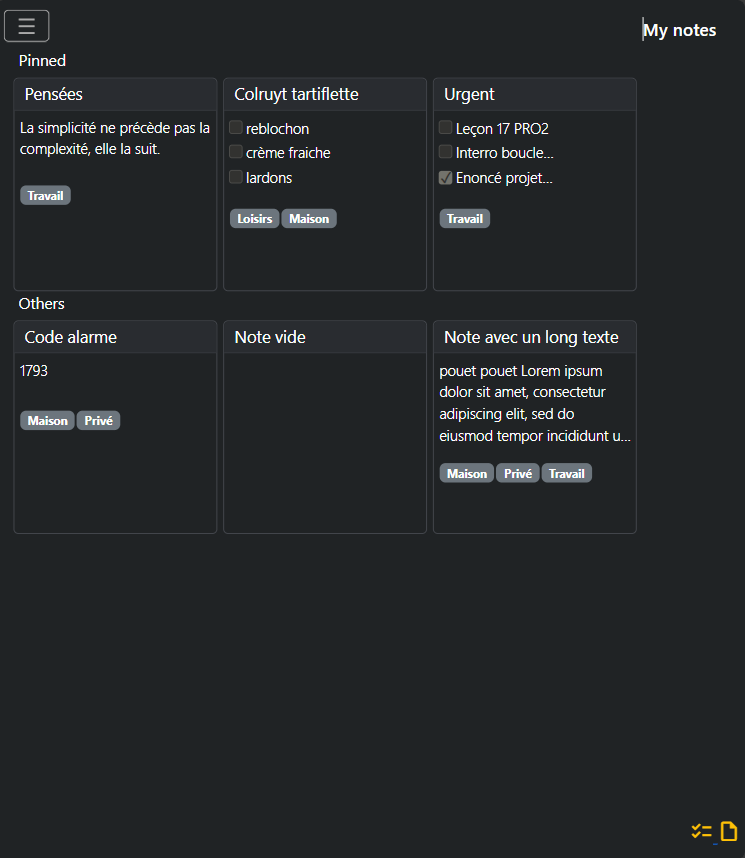 My notes
Pinned
Pensées
La simplicité ne précède pas la
complexité, elle la suit.
Travail
Colruyt tartiflette
reblochon
crème fraiche
lardons
Loisirs Maison
Urgent
Leçon 17 PRO2
Interro boucle...
Enoncé projet...
Travail
Others
Code alarme
1793
Maison Privé
Note vide
Note avec un long texte
pouet pouet Lorem ipsum
dolor sit amet, consectetur
adipiscing elit, sed do
eiusmod tempor incididunt u...
Maison Privé Travail